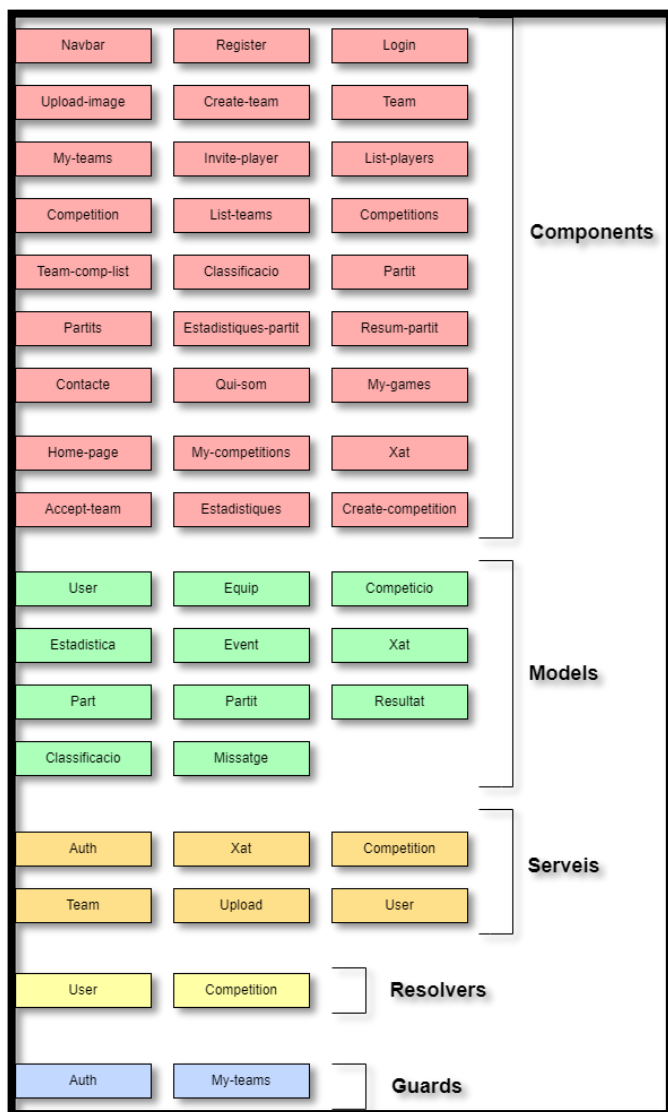 Navbar Register Login
Upload-image Create-team Team
My-teams Invite-player List-players
Competition List-teams Competitions
Components
Team-comp-list Classificacio Partit
Partits Estadistiques-partit Resum-partit
Contacte Qui-som My-games
Home-page My-competitions Xat
Accept-team Estadistiques Create-competition
User Equip Competicio
Estadistica Event Xat
Models
Part Partit Resultat
Classificacio Missatge
Auth Xat Competition
Serveis
Team Upload User
User Competition Resolvers
Auth My-teams Guards